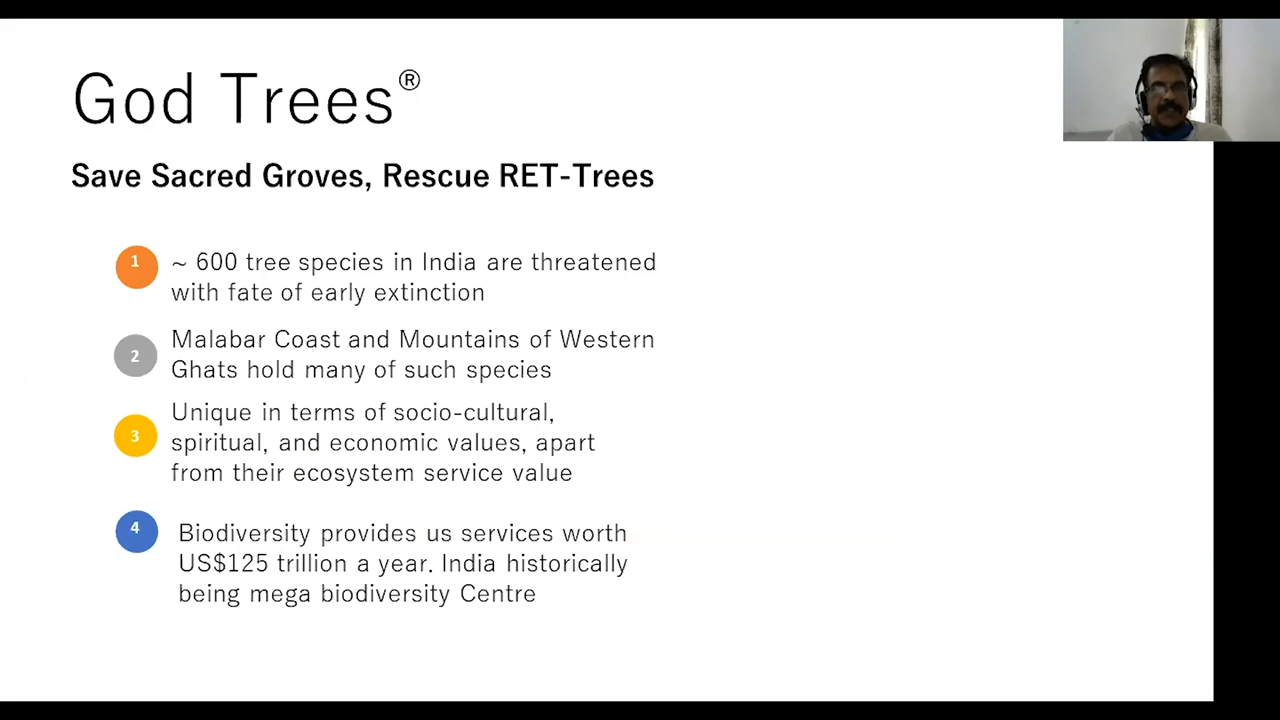 God Trees®
Save Sacred Groves, Rescue RET-Trees
1
~ 600 tree species in India are threatened
with fate of early extinction
2
Malabar Coast and Mountains of Western
Ghats hold many of such species
3
Unique in terms of socio-cultural,
spiritual, and economic values, apart
from their ecosystem service value
4
Biodiversity provides us services worth
US$125 trillion a year. India historically
being mega biodiversity Centre